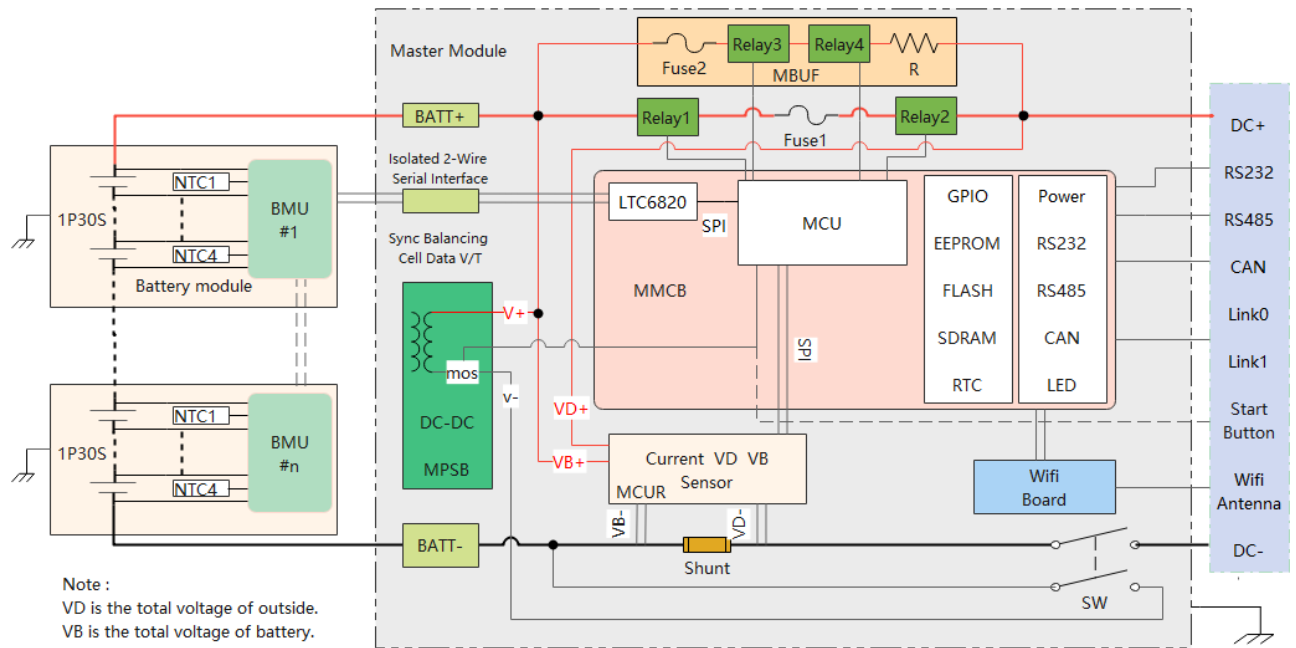 Master Module
Fuse2
Relay3
Relay4
R
MBUF
BATT+
Relay1
Fuse1
Relay2
DC+
RS232
RS485
CAN
Link0
Link1
Start
Button
Wifi
Antenna
DC-
Isolated 2-Wire
Serial Interface
LTC6820
SPI
MCU
MMCB
SPI
GPIO
EEPROM
FLASH
SDRAM
RTC
Power
RS232
RS485
CAN
LED
1P30S
NTC1
NTC4
BMU
#1
Battery module
Sync Balancing
Cell Data V/T
V+
mos
v-
DC-DC
MPSB
VD+
VB+
Current VD VB
Sensor
MCUR
VB-
VD-
Wifi
Board
1P30S
NTC1
NTC4
BMU
#n
BATT-
Shunt
SW
Note :
VD is the total voltage of outside.
VB is the total voltage of battery.